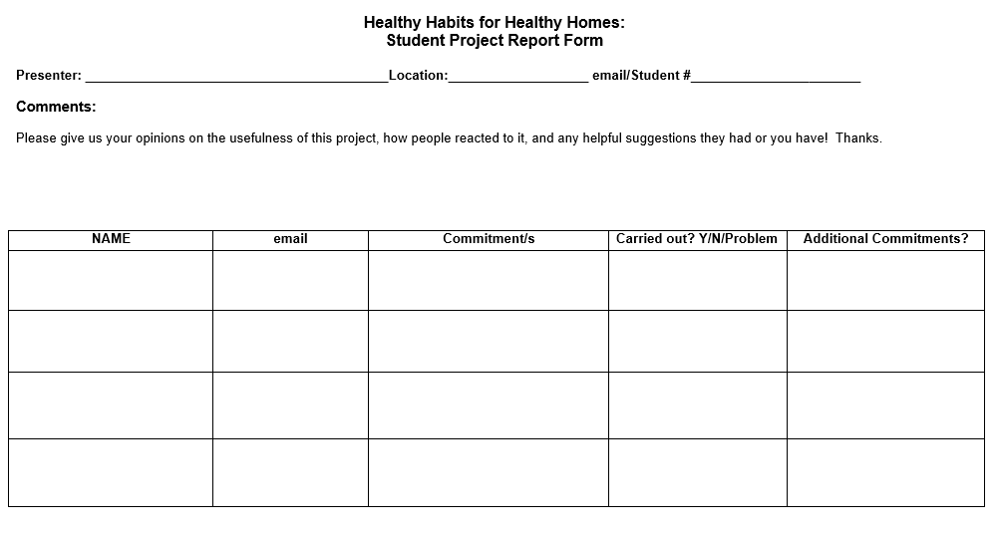 Healthy Habits for Healthy Homes:
Student Project Report Form
Presenter: ________________________________________Location:___________________ email/Student #_______________________
Comments:
Please give us your opinions on the usefulness of this project, how people reacted to it, and any helpful suggestions they had or you have!  Thanks.
NAME email Commitment/s Carried out? Y/N/Problem Additional Commitments?